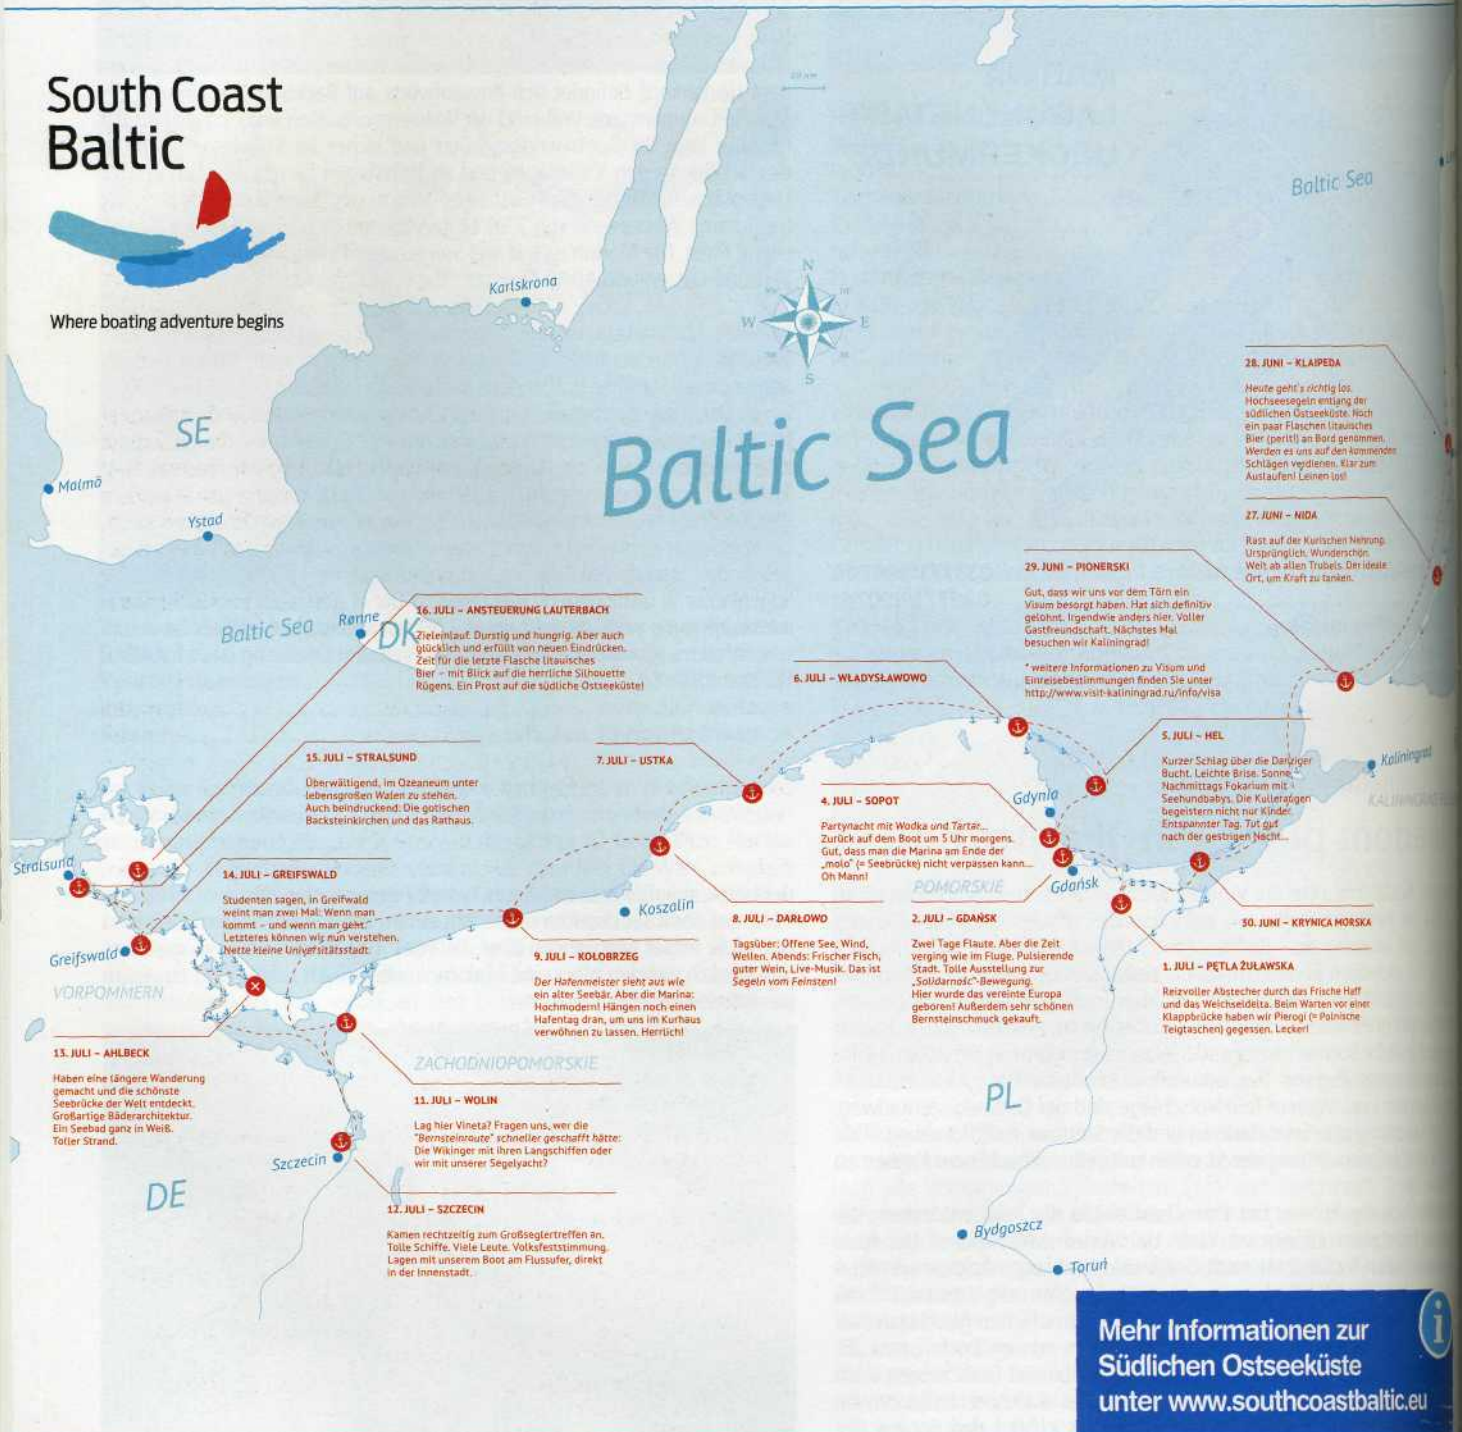 South Coast
Baltic
Where boating adventure begins
20 nm
Baltic Sea
Karlskrona
N
W
E
S
SE
Malmö
Ystad
Baltic Sea
Baltic Sea
Rønne
DK
28. JUNI – KLAIPEDA
Heute geht's richtig los.
Hochseesegeln entlang der
südlichen Ostseeküste. Noch
ein paar Flaschen litauisches
Bier (perlt!) an Bord genommen.
Werden es uns auf den kommenden
Schlägen verdienen. Klar zum
Auslaufen! Leinen los!
27. JUNI – NIDA
Rast auf der Kurischen Nehrung.
Ursprünglich. Wunderschön.
Weit ab allen Trubels. Der ideale
Ort, um Kraft zu tanken.
29. JUNI – PIONERSKI
Gut, dass wir uns vor dem Törn ein
Visum besorgt haben. Hat sich definitiv
gelohnt. Irgendwie anders hier. Voller
Gastfreundschaft. Nächstes Mal
besuchen wir Kaliningrad!
* weitere Informationen zu Visum und
Einreisebestimmungen finden Sie unter
http://www.visit-kaliningrad.ru/info/visa
16. JULI – ANSTEUERUNG LAUTERBACH
Zieleinlauf. Durstig und hungrig. Aber auch
glücklich und erfüllt von neuen Eindrücken.
Zeit für die letzte Flasche litauisches
Bier – mit Blick auf die herrliche Silhouette
Rügens. Ein Prost auf die südliche Ostseeküste!
6. JULI – WŁADYSŁAWOWO
5. JULI – HEL
Kurzer Schlag über die Danziger
Bucht. Leichte Brise. Sonne.
Nachmittags Fokarium mit
Seehundbabys. Die Kulleraugen
begeistern nicht nur Kinder.
Entspannter Tag. Tut gut
nach der gestrigen Nacht...
Kaliningrad
15. JULI – STRALSUND
Überwältigend, im Ozeaneum unter
lebensgroßen Walen zu stehen.
Auch beindruckend: Die gotischen
Backsteinkirchen und das Rathaus.
7. JULI – USTKA
4. JULI – SOPOT
Partynacht mit Wodka und Tartar...
Zurück auf dem Boot um 5 Uhr morgens.
Gut, dass man die Marina am Ende der
„molo" (= Seebrücke) nicht verpassen kann...
Oh Mann!
Gdynia
Gdańsk
POMORSKIE
Stralsund
14. JULI – GREIFSWALD
Studenten sagen, in Greifwald
weint man zwei Mal: Wenn man
kommt – und wenn man geht.
Letzteres können wir nun verstehen.
Nette kleine Universitätsstadt.
Greifswald
VORPOMMERN
Koszalin
8. JULI – DARŁOWO
Tagsüber: Offene See, Wind,
Wellen. Abends: Frischer Fisch,
guter Wein, Live-Musik. Das ist
Segeln vom Feinsten!
2. JULI – GDAŃSK
Zwei Tage Flaute. Aber die Zeit
verging wie im Fluge. Pulsierende
Stadt. Tolle Ausstellung zur
„Solidarność"-Bewegung.
Hier wurde das vereinte Europa
geboren! Außerdem sehr schönen
Bernsteinschmuck gekauft.
30. JUNI – KRYNICA MORSKA
1. JULI – PĘTLA ŻUŁAWSKA
Reizvoller Abstecher durch das Frische Haff
und das Weichseldelta. Beim Warten vor einer
Klappbrücke haben wir Pierogi (= Polnische
Teigtaschen) gegessen. Lecker!
9. JULI – KOŁOBRZEG
Der Hafenmeister sieht aus wie
ein alter Seebär. Aber die Marina:
Hochmodern! Hängen noch einen
Hafentag dran, um uns im Kurhaus
verwöhnen zu lassen. Herrlich!
13. JULI – AHLBECK
Haben eine längere Wanderung
gemacht und die schönste
Seebrücke der Welt entdeckt.
Großartige Bäderarchitektur.
Ein Seebad ganz in Weiß.
Toller Strand.
ZACHODNIOPOMORSKIE
11. JULI – WOLIN
Lag hier Vineta? Fragen uns, wer die
"Bernsteinroute" schneller geschafft hätte:
Die Wikinger mit ihren Langschiffen oder
wir mit unserer Segelyacht?
PL
Szczecin
DE
12. JULI – SZCZECIN
Kamen rechtzeitig zum Großseglertreffen an.
Tolle Schiffe. Viele Leute. Volksfeststimmung.
Lagen mit unserem Boot am Flussufer, direkt
in der Innenstadt.
Bydgoszcz
Toruń
Mehr Informationen zur
Südlichen Ostseeküste
unter www.southcoastbaltic.eu
i